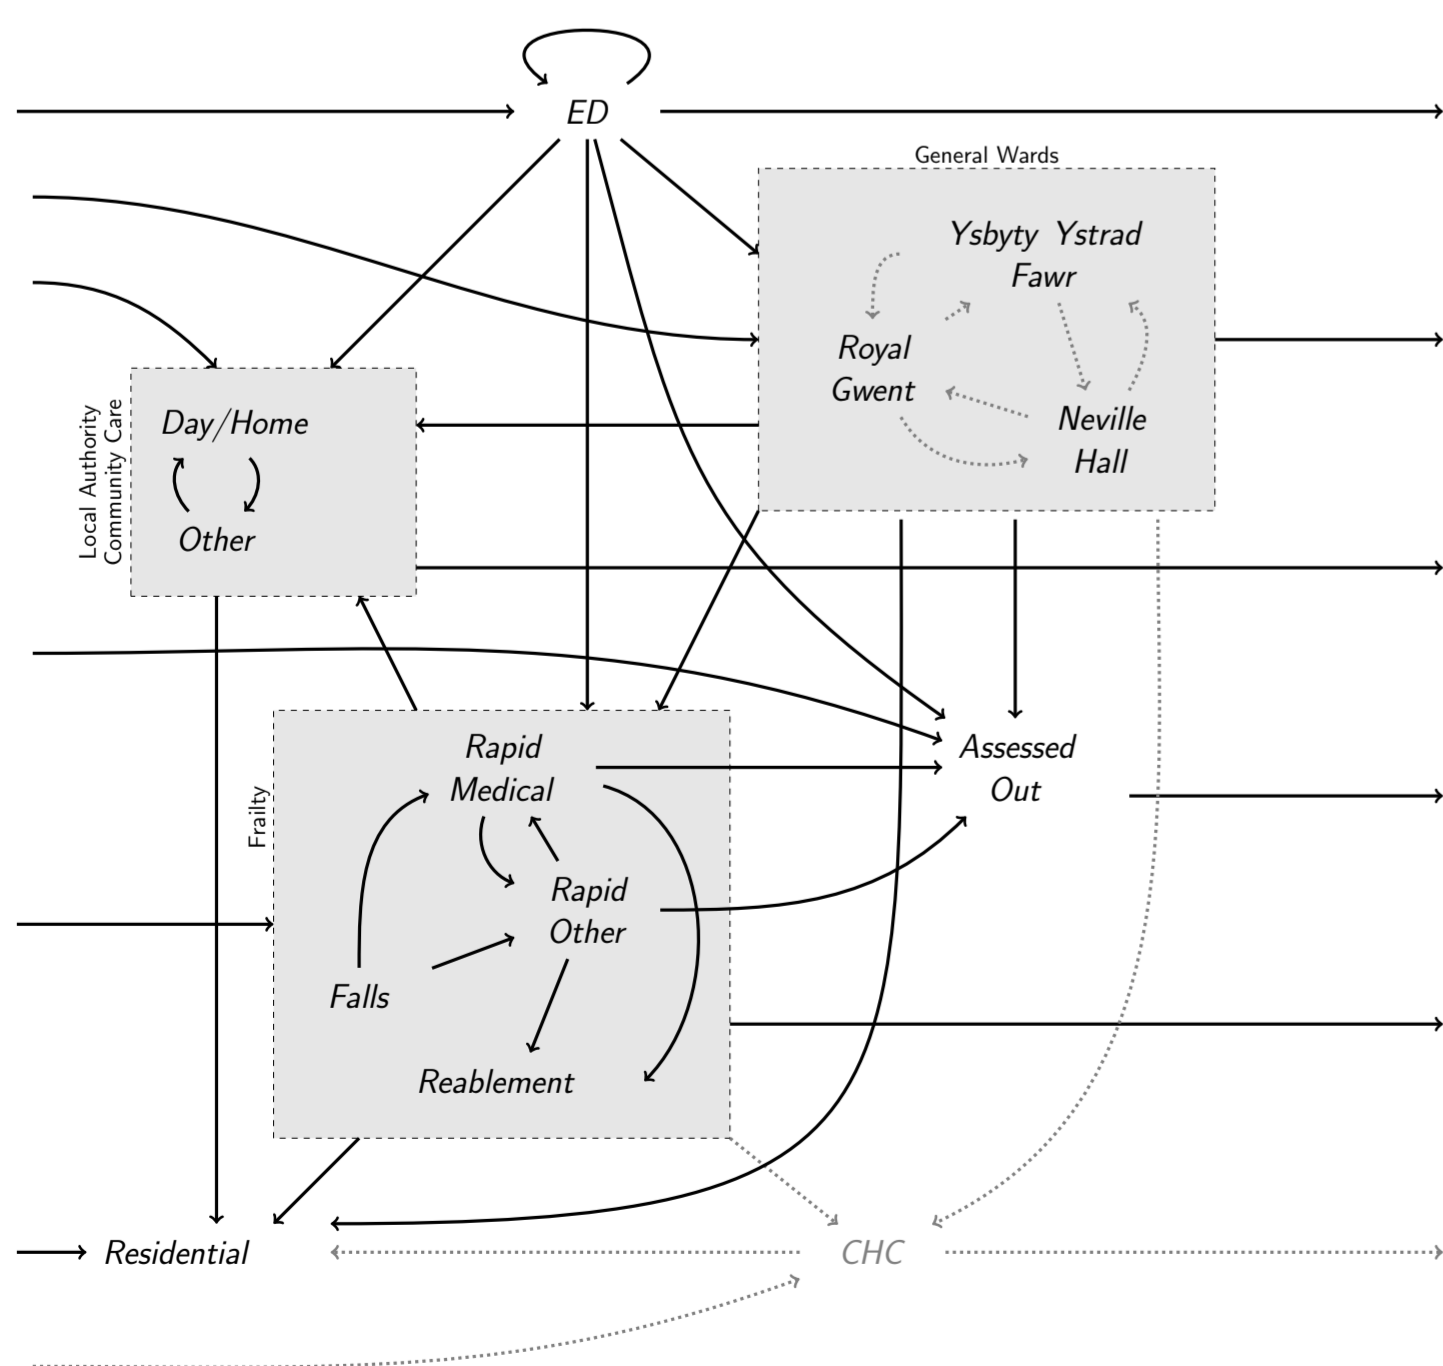 ED
General Wards
Ysbyty Ystrad
Fawr
Royal
Gwent
Neville
Hall
Local Authority
Community Care
Day/Home
Other
Frailty
Rapid
Medical
Rapid
Other
Falls
Reablement
Assessed
Out
Residential
CHC